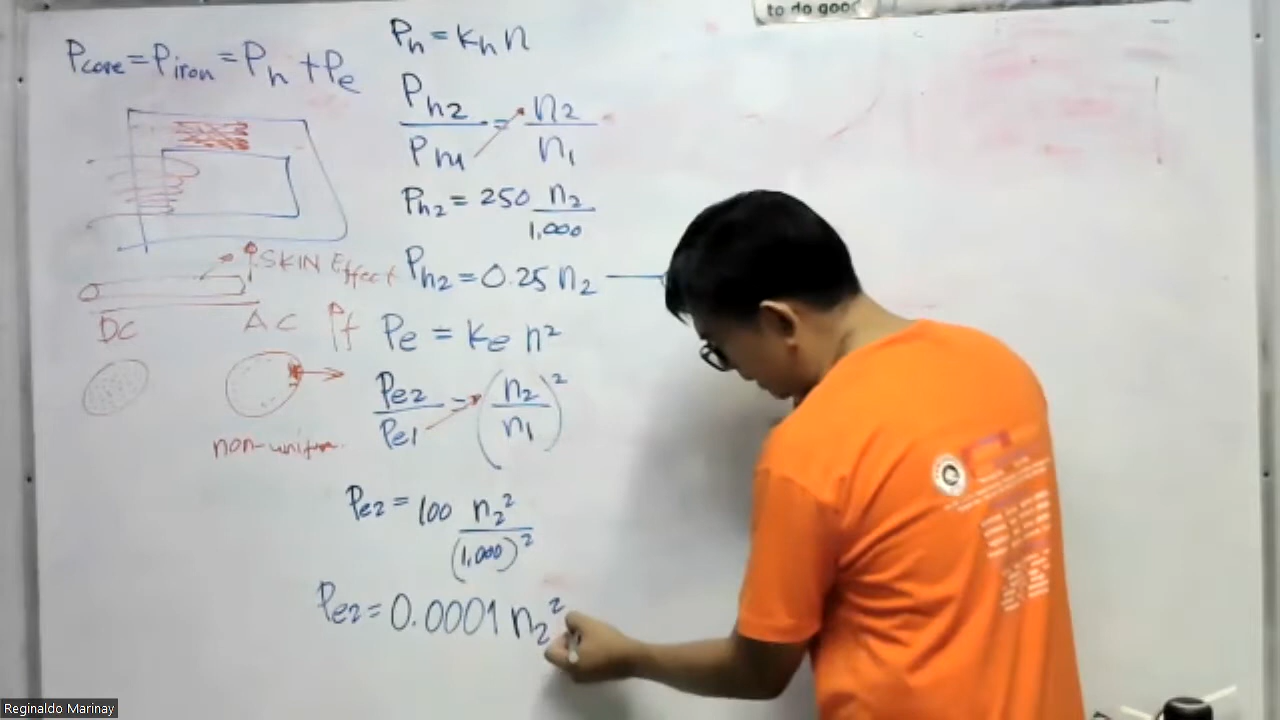 to do good
Pcore = Piron = Ph + Pe
Ph = Kh n
Ph2 / Ph1 = n2 / n1
Ph2 = 250 n2 / 1,000
Ph2 = 0.25 n2
SKIN Effect
DC
AC
Pe = Ke n²
Pe2 / Pe1 = (n2 / n1)²
non-uniform
Pe2 = 100 n2² / (1,000)²
Pe2 = 0.0001 n2²
Reginaldo Marinay